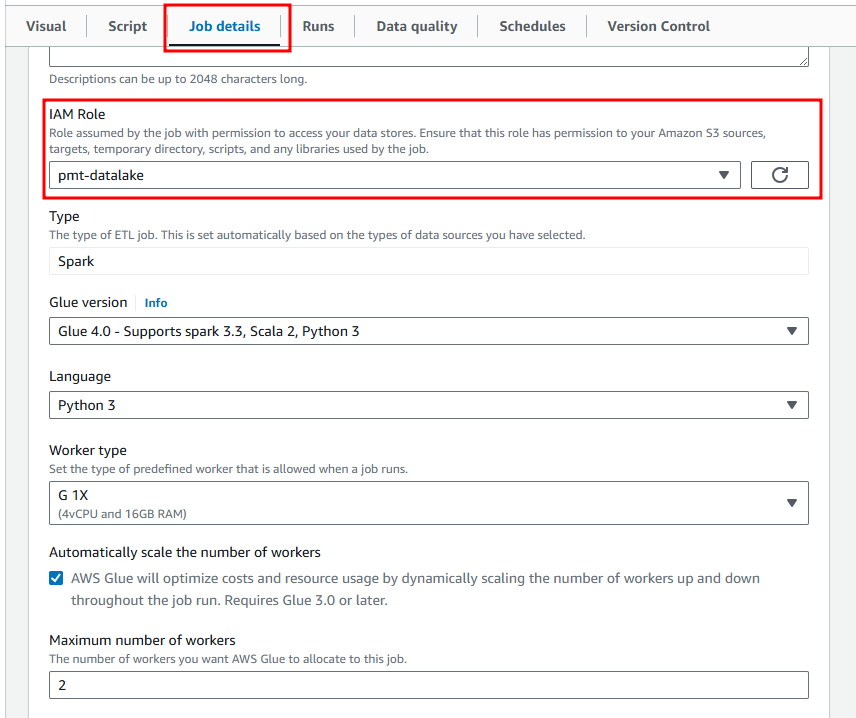 Visual Script Job details Runs Data quality Schedules Version Control
Descriptions can be up to 2048 characters long.
IAM Role
Role assumed by the job with permission to access your data stores. Ensure that this role has permission to your Amazon S3 sources,
targets, temporary directory, scripts, and any libraries used by the job.
pmt-datalake
Type
The type of ETL job. This is set automatically based on the types of data sources you have selected.
Spark
Glue version Info
Glue 4.0 - Supports spark 3.3, Scala 2, Python 3
Language
Python 3
Worker type
Set the type of predefined worker that is allowed when a job runs.
G 1X
(4vCPU and 16GB RAM)
Automatically scale the number of workers
AWS Glue will optimize costs and resource usage by dynamically scaling the number of workers up and down
throughout the job run. Requires Glue 3.0 or later.
Maximum number of workers
The number of workers you want AWS Glue to allocate to this job.
2